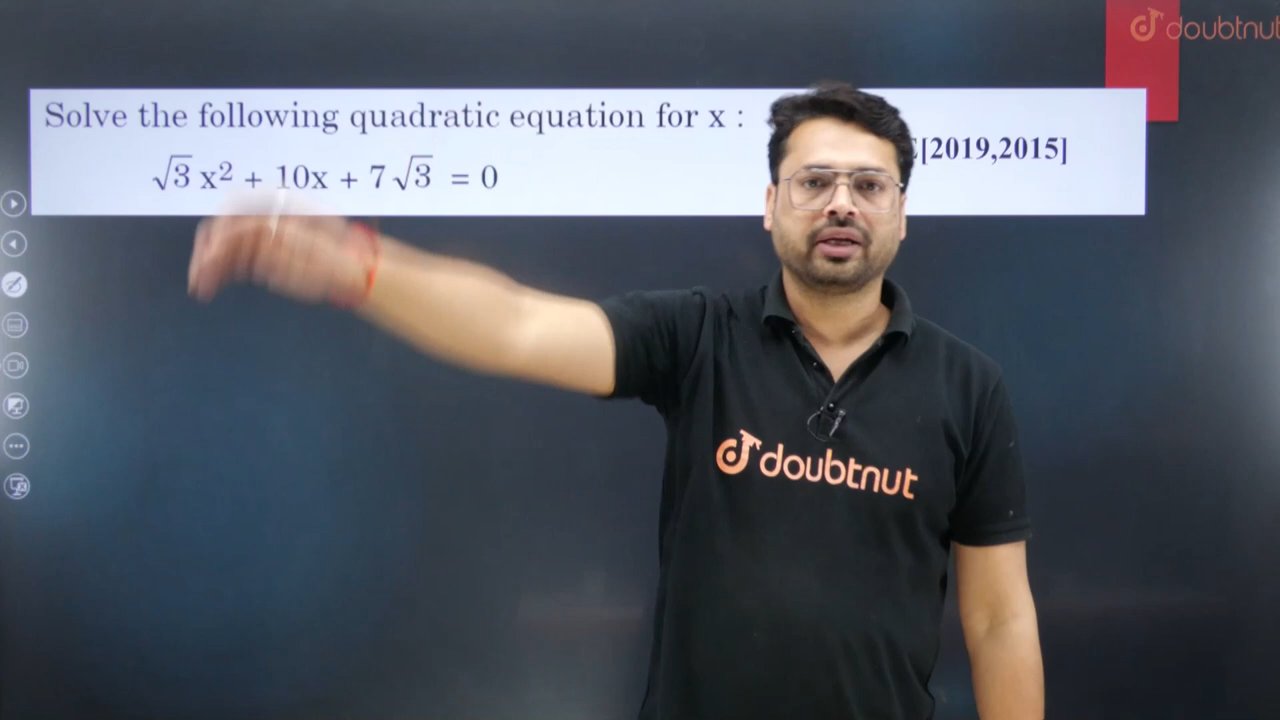 doubtnut
Solve the following quadratic equation for x :
[2019,2015]
√3 x² + 10x + 7√3 = 0
doubtnut